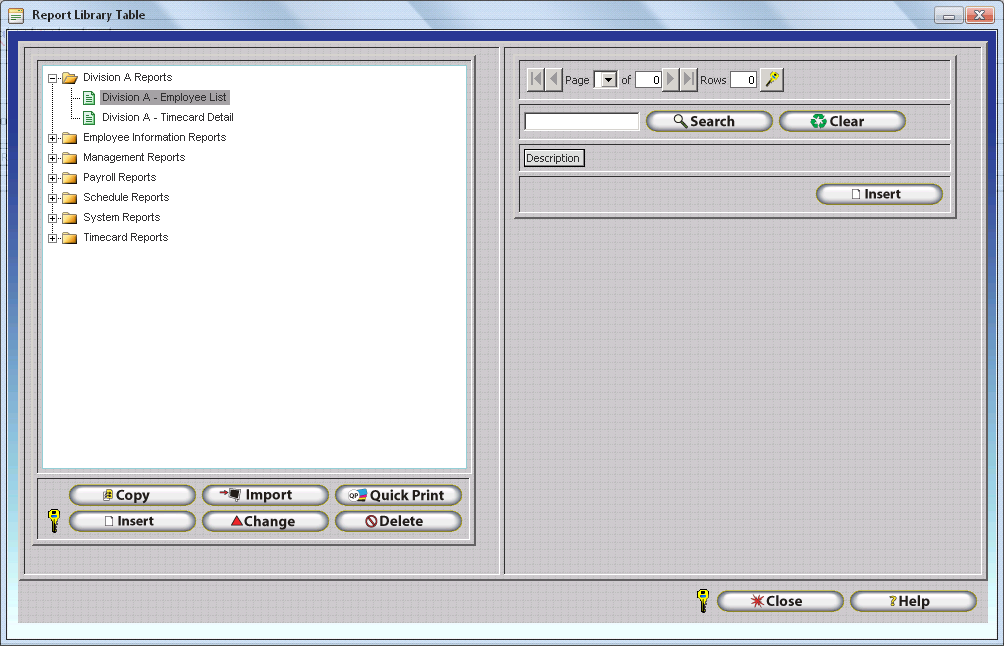 Report Library Table
Division A Reports
Division A - Employee List
Division A - Timecard Detail
Employee Information Reports
Management Reports
Payroll Reports
Schedule Reports
System Reports
Timecard Reports
Copy Import QP Quick Print
Insert Change Delete
Page of 0 Rows 0
Search Clear
Description
Insert
Close ?Help